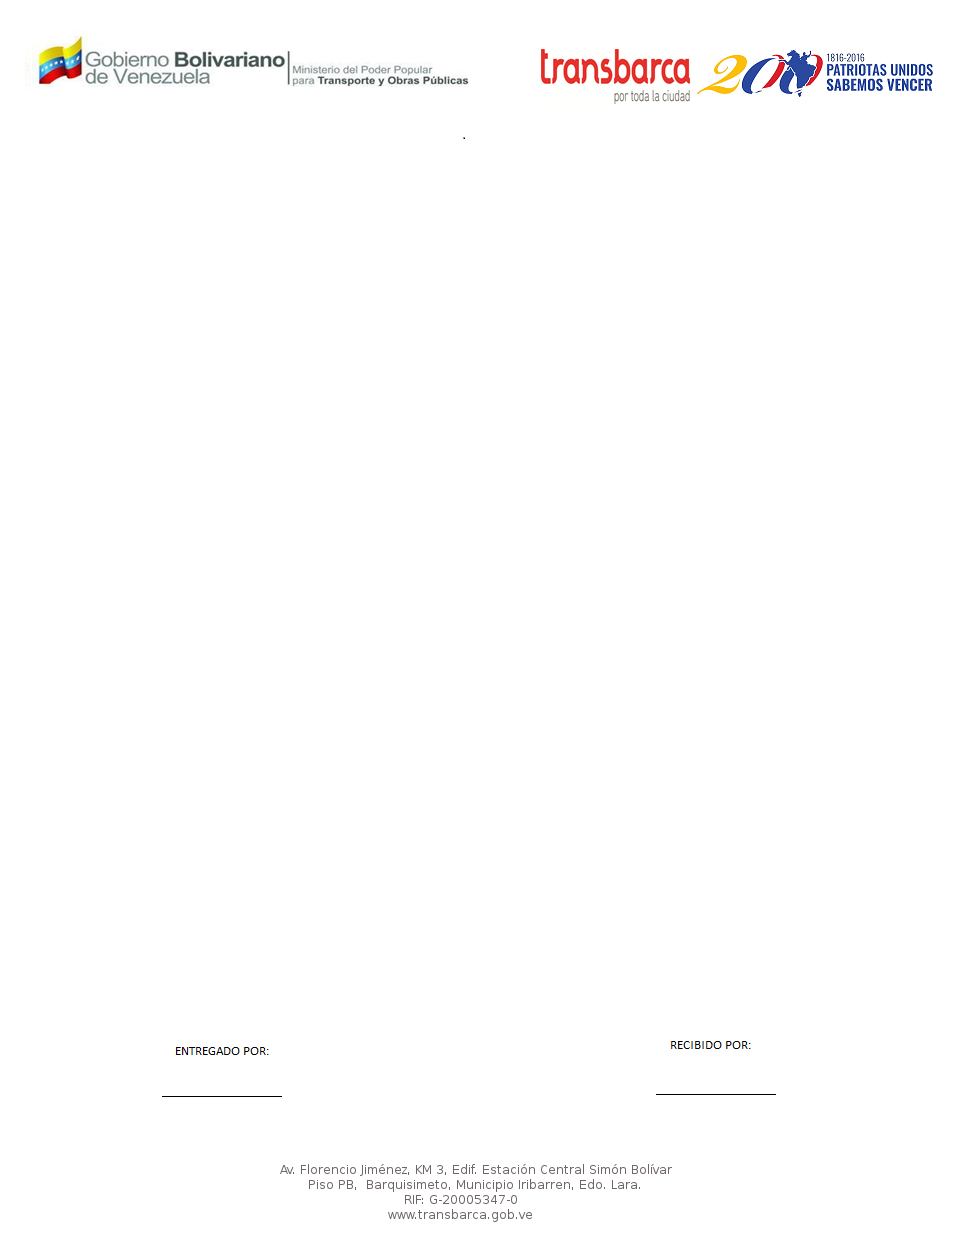 Gobierno Bolivariano
de Venezuela
Ministerio del Poder Popular
para Transporte y Obras Públicas
transbarca
por toda la ciudad
200
1816-2016
PATRIOTAS UNIDOS
SABEMOS VENCER
.
ENTREGADO POR:
RECIBIDO POR:
Av. Florencio Jiménez, KM 3, Edif. Estación Central Simón Bolívar
Piso PB, Barquisimeto, Municipio Iribarren, Edo. Lara.
RIF: G-20005347-0
www.transbarca.gob.ve